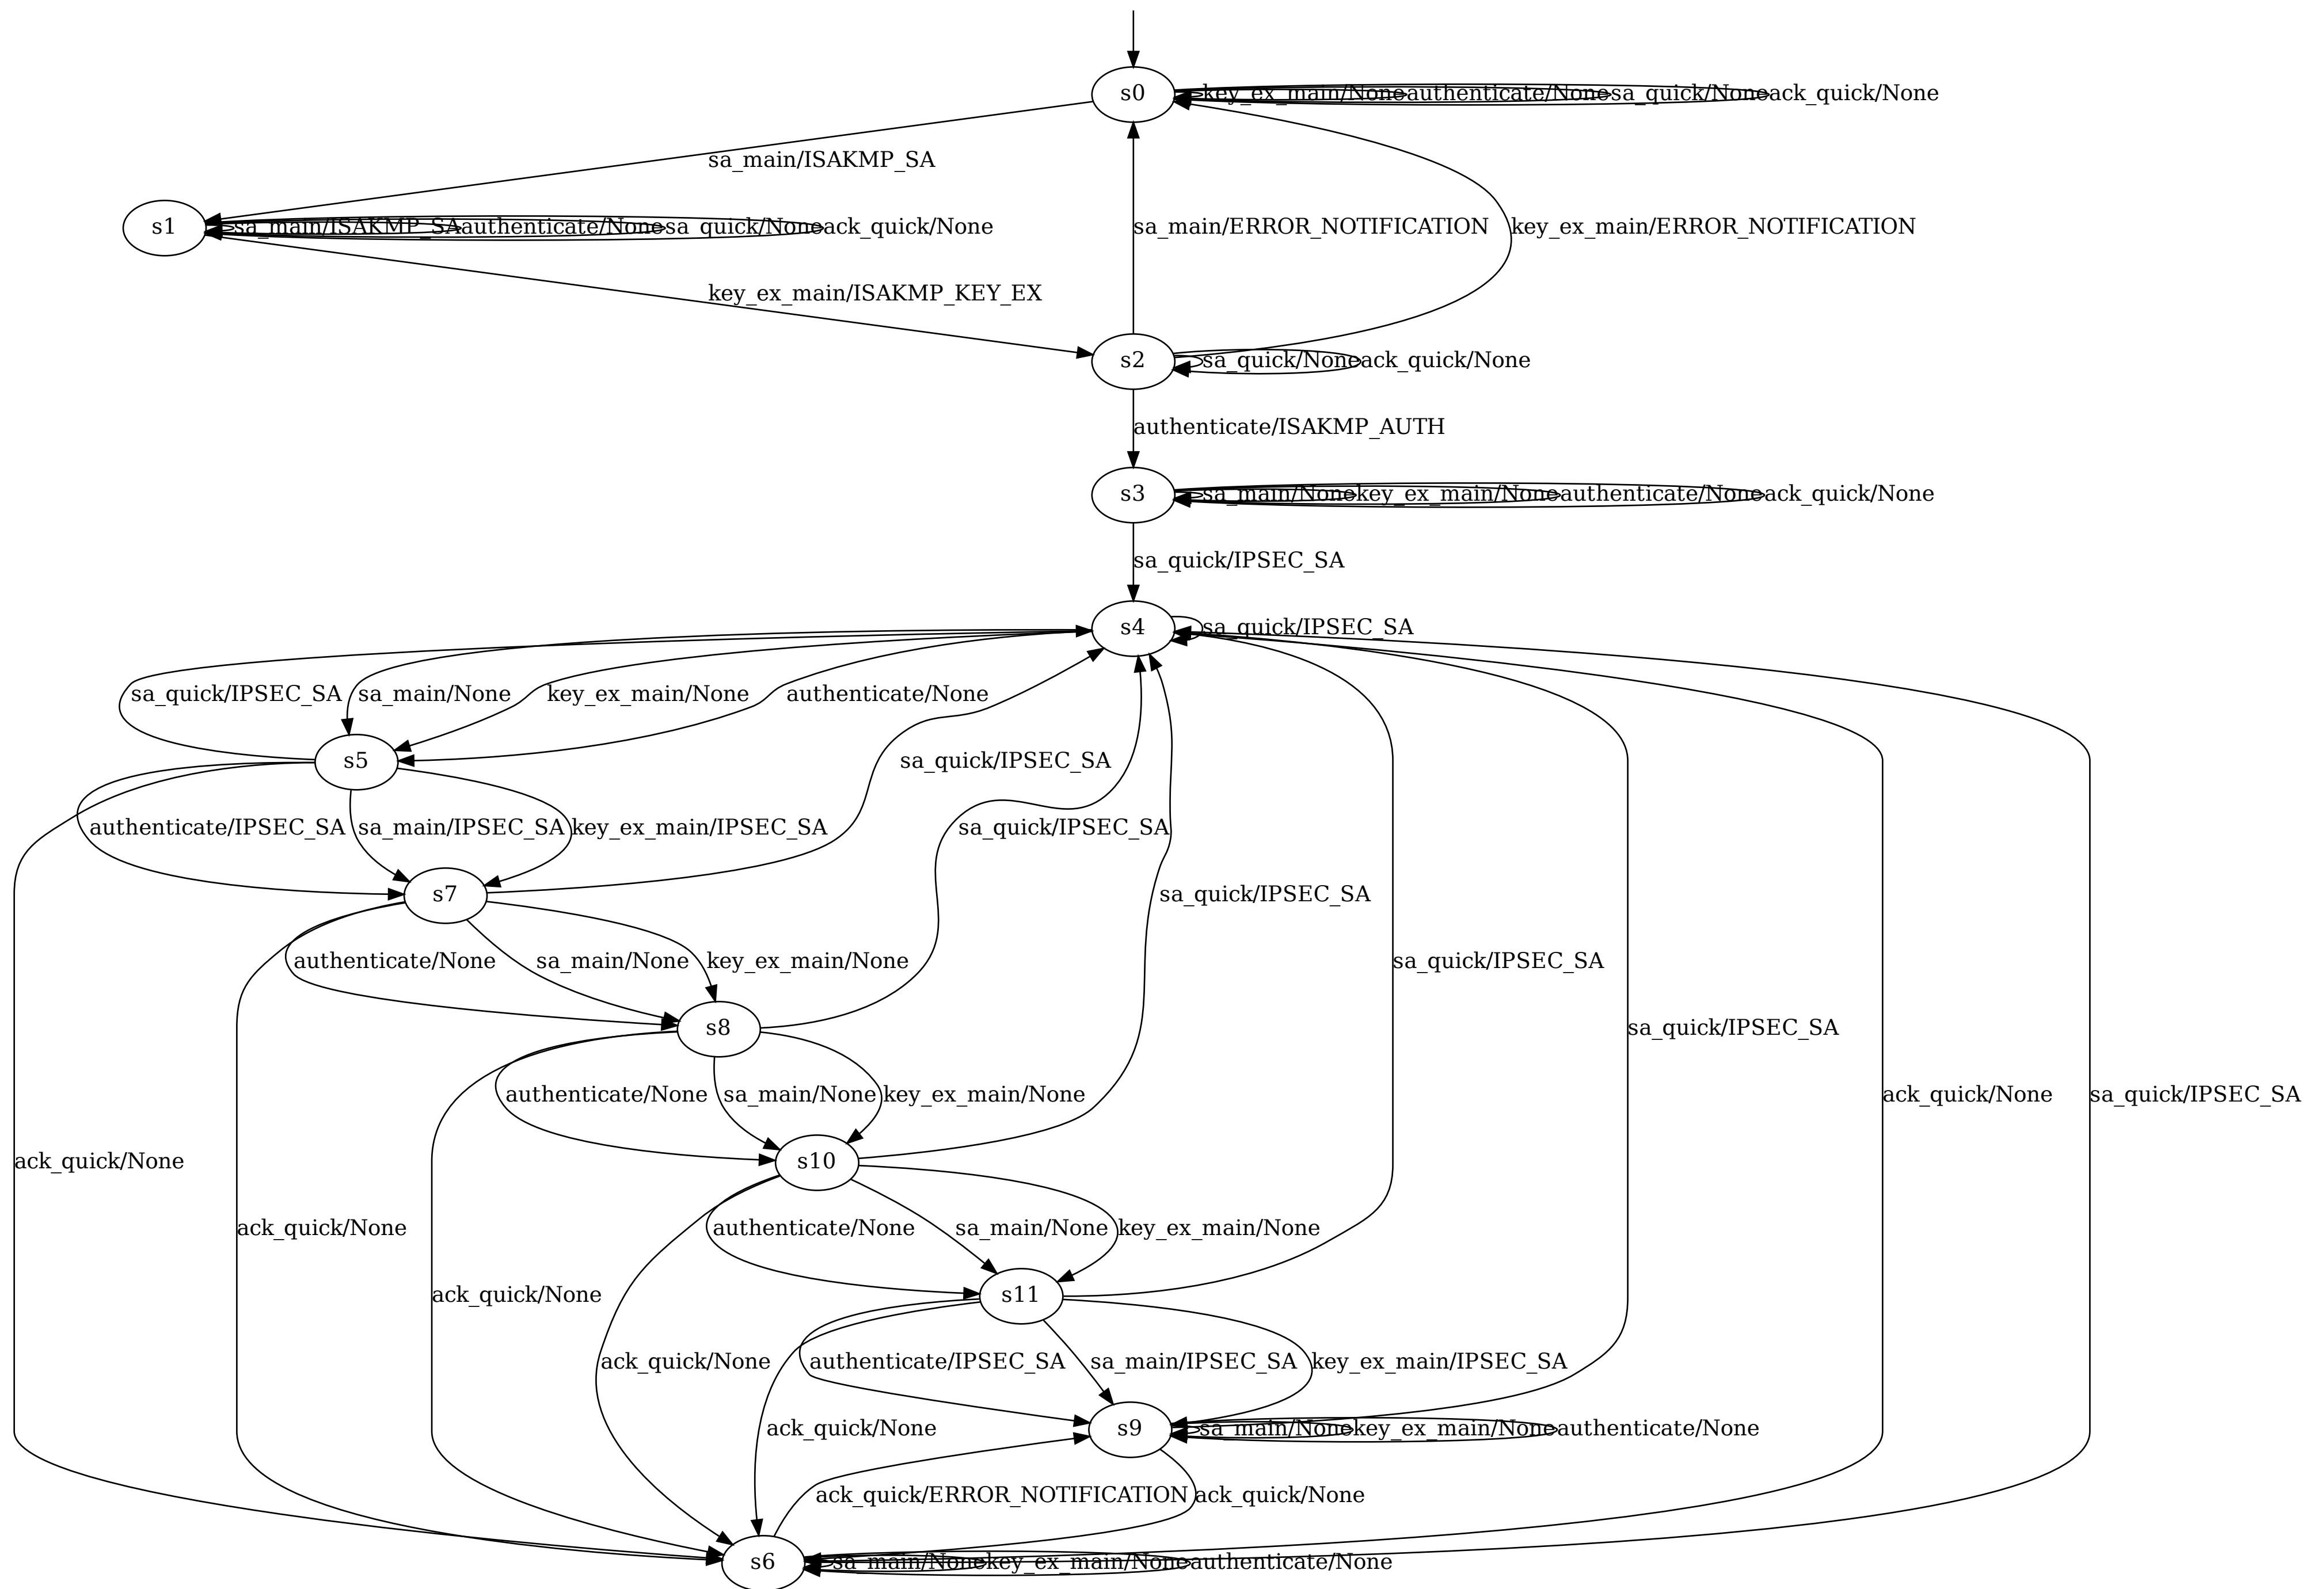 s0
key_ex_main/None
authenticate/None
sa_quick/None
ack_quick/None
sa_main/ISAKMP_SA
s1
sa_main/ISAKMP_SA
authenticate/None
sa_quick/None
ack_quick/None
sa_main/ERROR_NOTIFICATION
key_ex_main/ERROR_NOTIFICATION
key_ex_main/ISAKMP_KEY_EX
s2
sa_quick/None
ack_quick/None
authenticate/ISAKMP_AUTH
s3
sa_main/None
key_ex_main/None
authenticate/None
ack_quick/None
sa_quick/IPSEC_SA
s4
sa_quick/IPSEC_SA
sa_quick/IPSEC_SA
sa_main/None
key_ex_main/None
authenticate/None
s5
sa_quick/IPSEC_SA
authenticate/IPSEC_SA
sa_main/IPSEC_SA
key_ex_main/IPSEC_SA
sa_quick/IPSEC_SA
s7
sa_quick/IPSEC_SA
authenticate/None
sa_main/None
key_ex_main/None
sa_quick/IPSEC_SA
s8
sa_quick/IPSEC_SA
authenticate/None
sa_main/None
key_ex_main/None
ack_quick/None
sa_quick/IPSEC_SA
ack_quick/None
s10
ack_quick/None
authenticate/None
sa_main/None
key_ex_main/None
ack_quick/None
s11
ack_quick/None
authenticate/IPSEC_SA
sa_main/IPSEC_SA
key_ex_main/IPSEC_SA
ack_quick/None
s9
sa_main/None
key_ex_main/None
authenticate/None
ack_quick/ERROR_NOTIFICATION
ack_quick/None
s6
sa_main/None
key_ex_main/None
authenticate/None